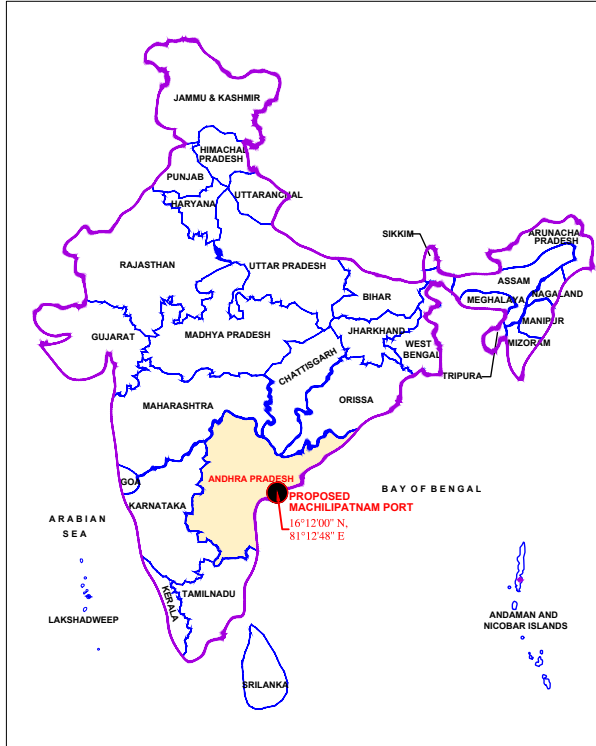 JAMMU & KASHMIR
HIMACHAL
PRADESH
PUNJAB
UTTARANCHAL
HARYANA
SIKKIM
ARUNACHA
PRADESH
RAJASTHAN
UTTAR PRADESH
ASSAM
BIHAR
NAGALAND
MEGHALAYA
MANIPUR
GUJARAT
MADHYA PRADESH
JHARKHAND
WEST
BENGAL
MIZORAM
CHATTISGARH
TRIPURA
MAHARASHTRA
ORISSA
ANDHRA PRADESH
GOA
BAY OF BENGAL
PROPOSED
MACHILIPATNAM PORT
KARNATAKA
16°12'00" N,
81°12'48" E
ARABIAN
SEA
KERALA
TAMILNADU
LAKSHADWEEP
ANDAMAN AND
NICOBAR ISLANDS
SRILANKA